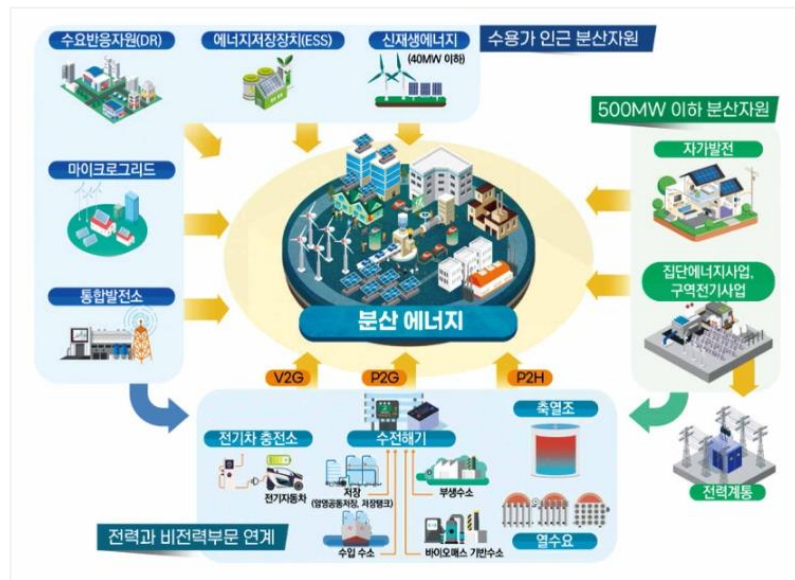 수요반응자원(DR)
에너지저장장치(ESS)
신재생에너지
(40MW 이하)
수용가 인근 분산자원
500MW 이하 분산자원
자가발전
마이크로그리드
집단에너지사업,
구역전기사업
통합발전소
분산 에너지
V2G
P2G
P2H
전기차 충전소
수전해기
축열조
전기자동차
저장
(암염공동저장, 저장탱크)
부생수소
전력계통
수입 수소
바이오매스 기반수소
열수요
전력과 비전력부문 연계